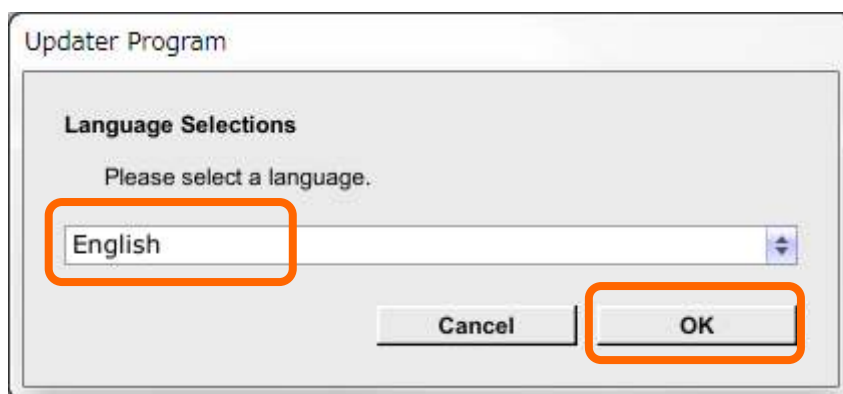 Updater Program
Language Selections
Please select a language.
English
Cancel OK